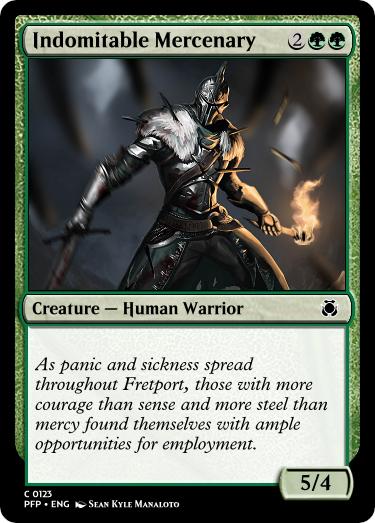 Indomitable Mercenary 2
Creature — Human Warrior
As panic and sickness spread
throughout Fretport, those with more
courage than sense and more steel than
mercy found themselves with ample
opportunities for employment.
5/4
C 0123
PFP • ENG Sean Kyle Manaloto